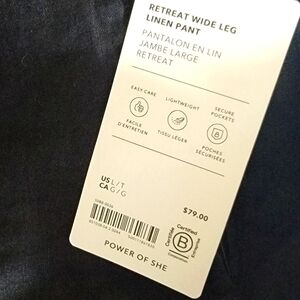 RETREAT WIDE LEG
LINEN PANT
PANTALON EN LIN
JAMBE LARGE
RETREAT
EASY CARE
LIGHTWEIGHT
SECURE
POCKETS
FACILE
D'ENTRETIEN
TISSU LÉGER
POCHES
SÉCURISÉES
US L/T
CA G/G
$79.00
Certified
B
Corporation
POWER OF SHE